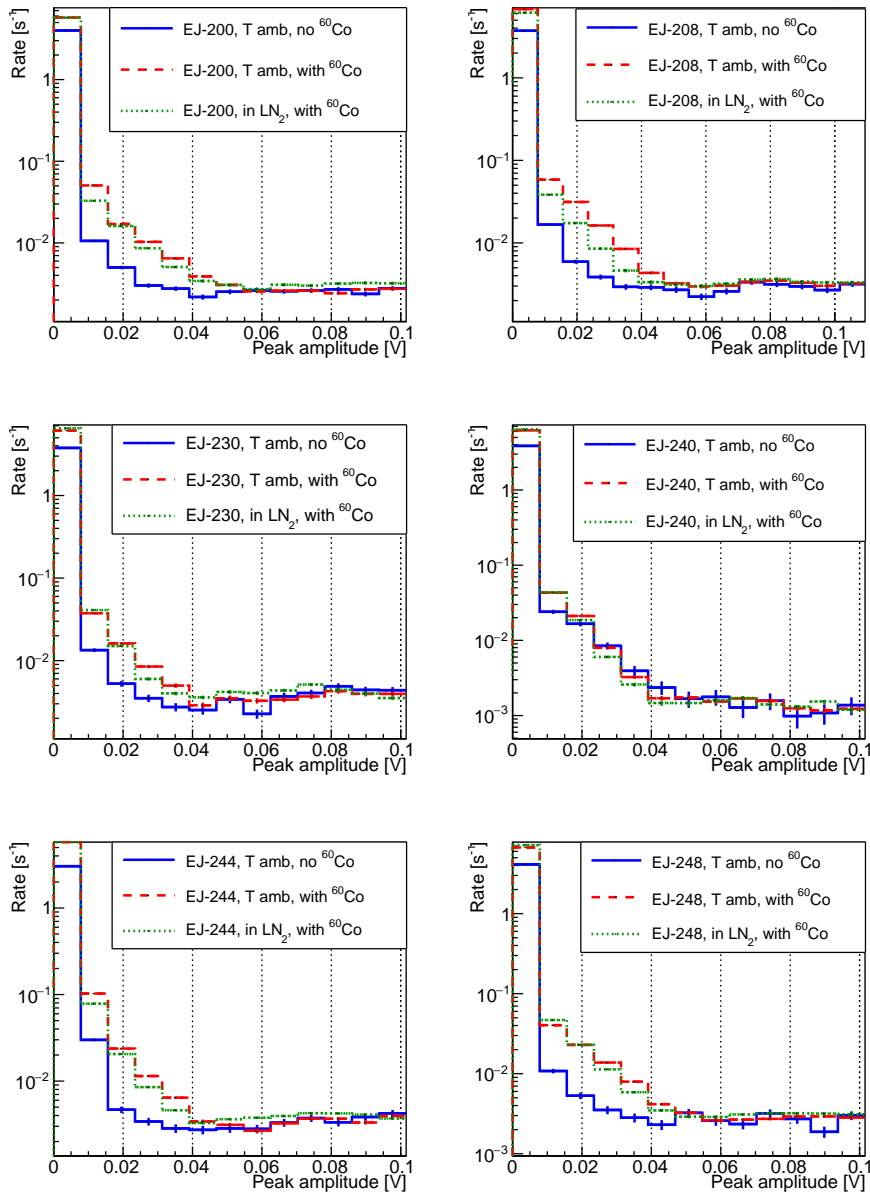 Rate [s⁻¹]
EJ-200, T amb, no ⁶⁰Co
EJ-200, T amb, with ⁶⁰Co
EJ-200, in LN₂, with ⁶⁰Co
1
10⁻¹
10⁻²
0 0.02 0.04 0.06 0.08 0.1
Peak amplitude [V]
Rate [s⁻¹]
EJ-208, T amb, no ⁶⁰Co
EJ-208, T amb, with ⁶⁰Co
EJ-208, in LN₂, with ⁶⁰Co
1
10⁻¹
10⁻²
0 0.02 0.04 0.06 0.08 0.1
Peak amplitude [V]
Rate [s⁻¹]
EJ-230, T amb, no ⁶⁰Co
EJ-230, T amb, with ⁶⁰Co
EJ-230, in LN₂, with ⁶⁰Co
1
10⁻¹
10⁻²
0 0.02 0.04 0.06 0.08 0.1
Peak amplitude [V]
Rate [s⁻¹]
EJ-240, T amb, no ⁶⁰Co
EJ-240, T amb, with ⁶⁰Co
EJ-240, in LN₂, with ⁶⁰Co
1
10⁻¹
10⁻²
10⁻³
0 0.02 0.04 0.06 0.08 0.1
Peak amplitude [V]
Rate [s⁻¹]
EJ-244, T amb, no ⁶⁰Co
EJ-244, T amb, with ⁶⁰Co
EJ-244, in LN₂, with ⁶⁰Co
1
10⁻¹
10⁻²
0 0.02 0.04 0.06 0.08 0.1
Peak amplitude [V]
Rate [s⁻¹]
EJ-248, T amb, no ⁶⁰Co
EJ-248, T amb, with ⁶⁰Co
EJ-248, in LN₂, with ⁶⁰Co
1
10⁻¹
10⁻²
10⁻³
0 0.02 0.04 0.06 0.08 0.1
Peak amplitude [V]